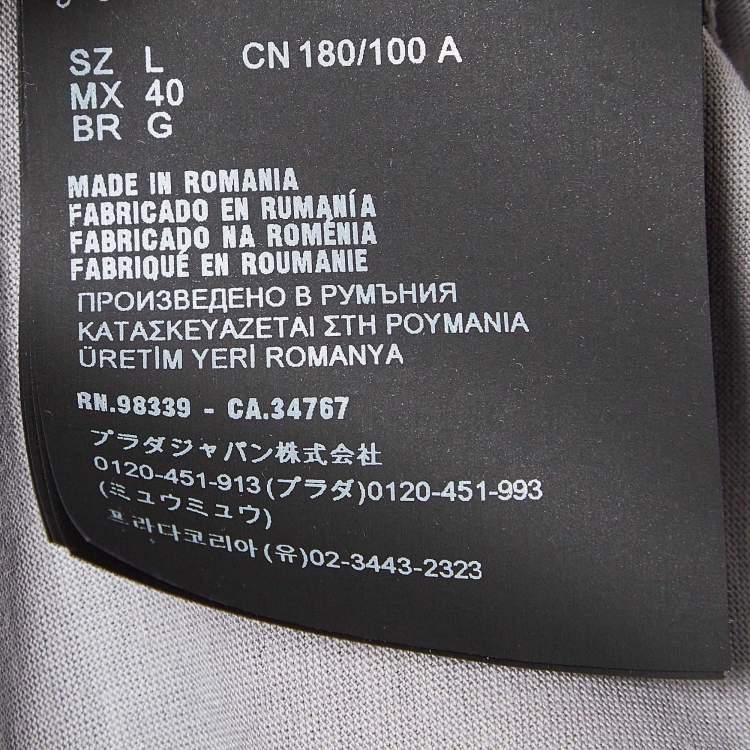 SZ L CN 180/100 A
MX 40
BR G
MADE IN ROMANIA
FABRICADO EN RUMANÍA
FABRICADO NA ROMÉNIA
FABRIQUÉ EN ROUMANIE
ПРОИЗВЕДЕНО В РУМЪНИЯ
ΚΑΤΑΣΚΕΥΑΖΕΤΑΙ ΣΤΗ ΡΟΥΜΑΝΙΑ
ÜRETİM YERİ ROMANYA
RN.98339 - CA.34767
プラダジャパン株式会社
0120-451-913(プラダ)0120-451-993
(ミュウミュウ)
프라다코리아(유)02-3443-2323